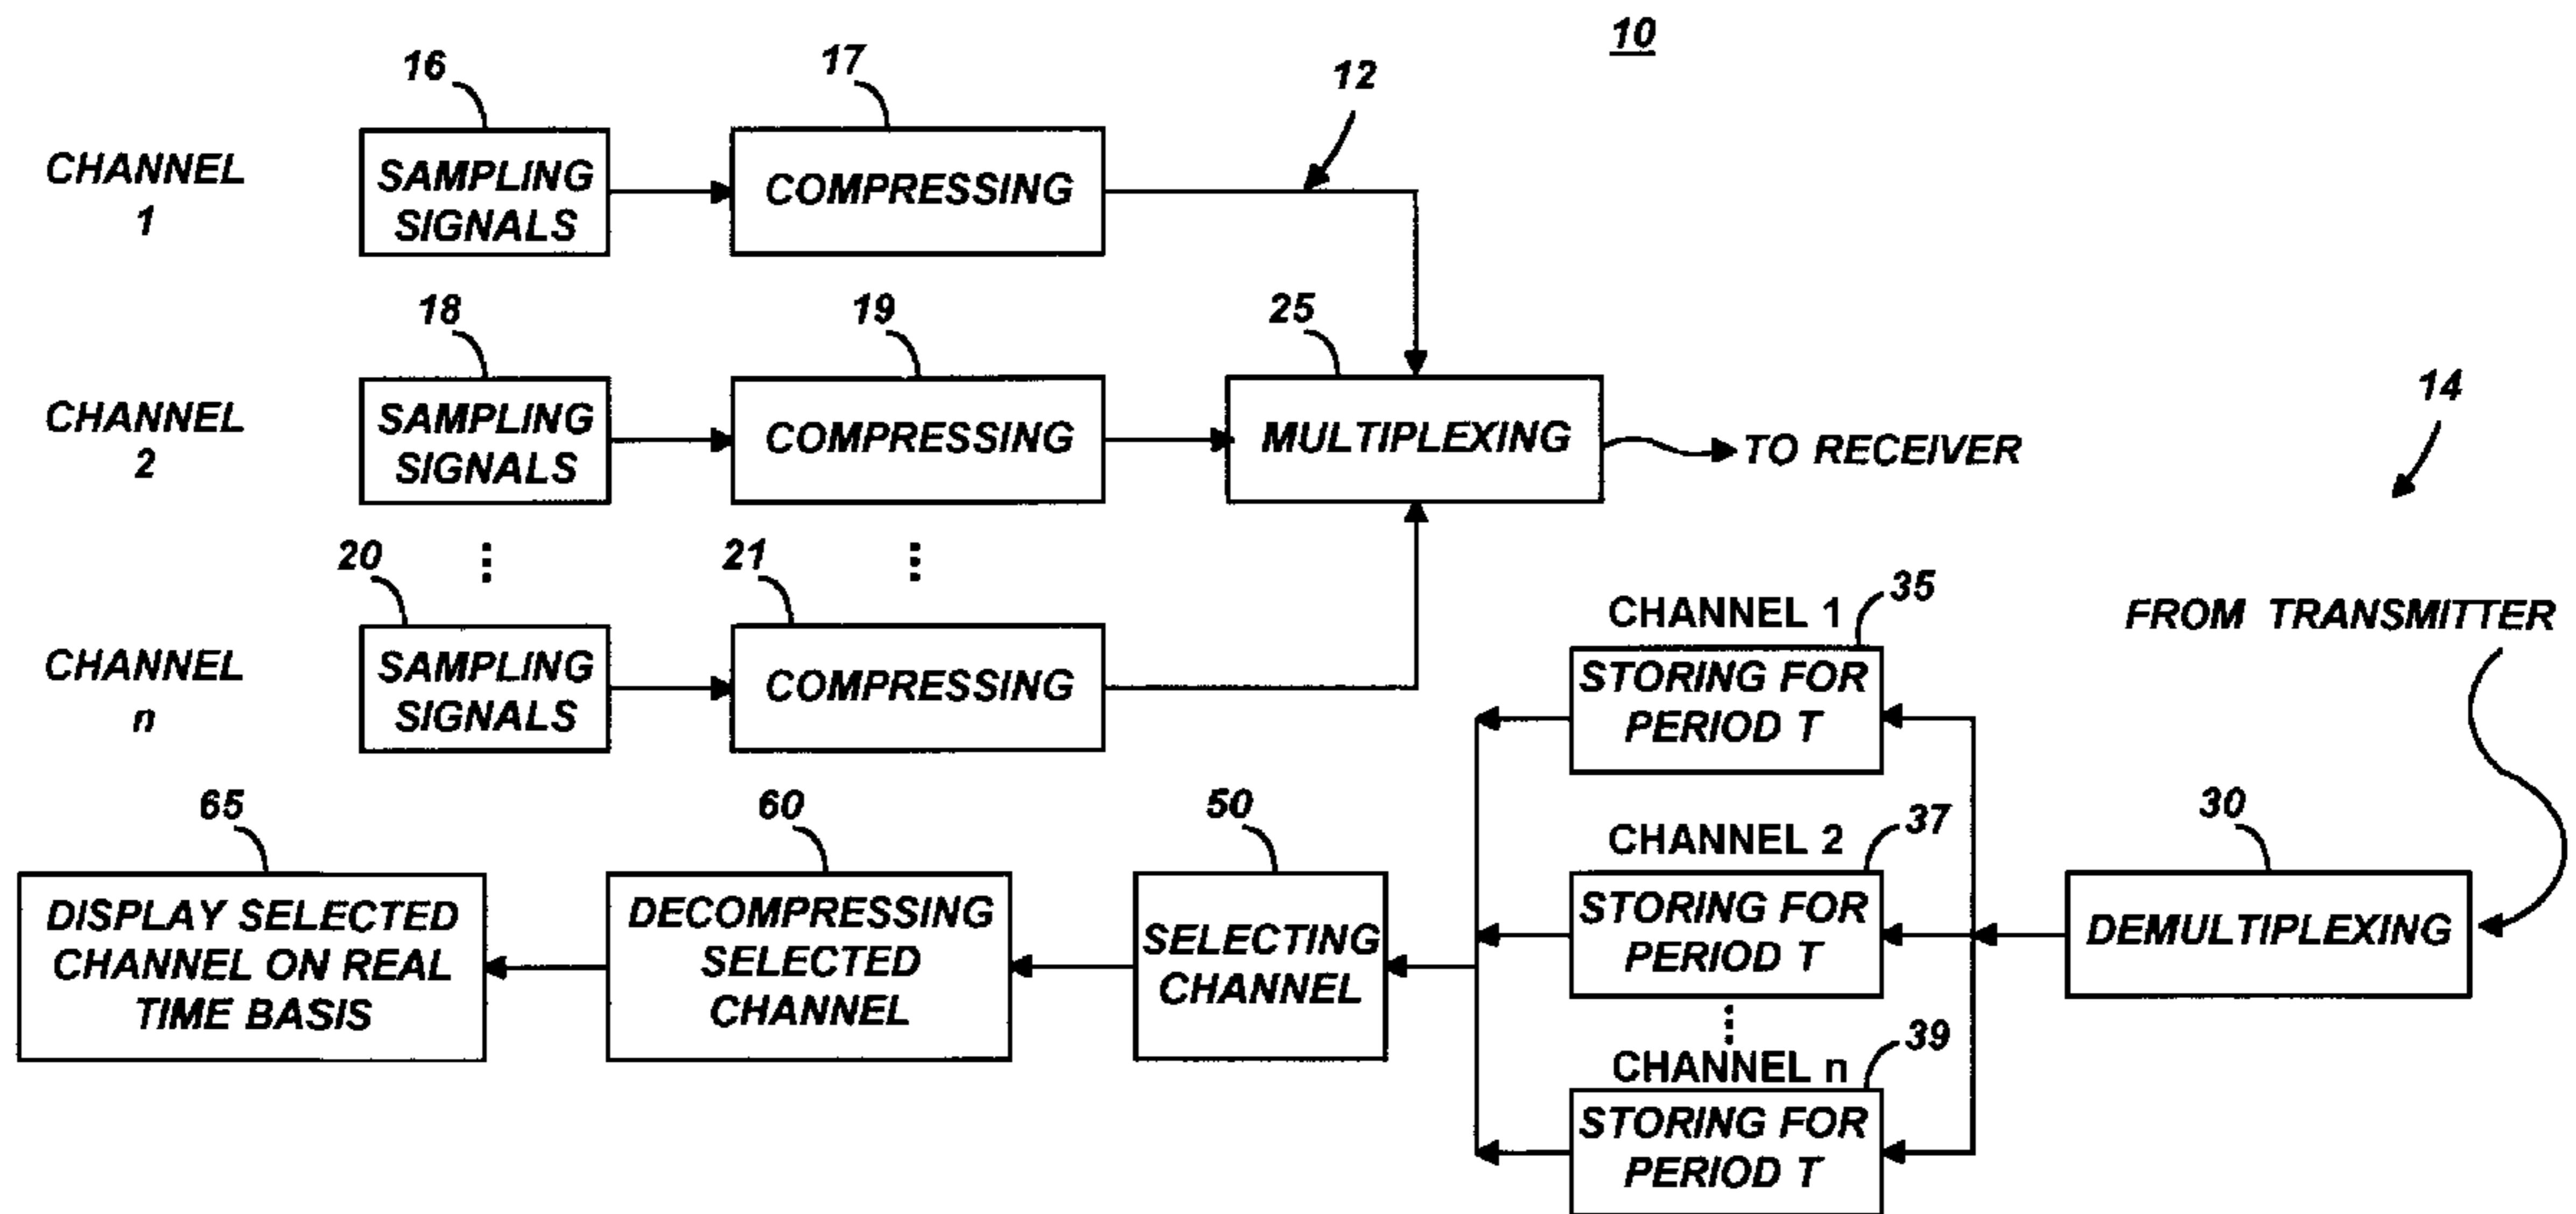 10
16
17
12
CHANNEL
1
SAMPLING
SIGNALS
COMPRESSING
18
19
25
14
CHANNEL
2
SAMPLING
SIGNALS
COMPRESSING
MULTIPLEXING
TO RECEIVER
20
21
CHANNEL
n
SAMPLING
SIGNALS
COMPRESSING
CHANNEL 1
35
FROM TRANSMITTER
STORING FOR
PERIOD T
65
60
50
CHANNEL 2
37
30
DISPLAY SELECTED
CHANNEL ON REAL
TIME BASIS
DECOMPRESSING
SELECTED
CHANNEL
SELECTING
CHANNEL
STORING FOR
PERIOD T
DEMULTIPLEXING
CHANNEL n
39
STORING FOR
PERIOD T